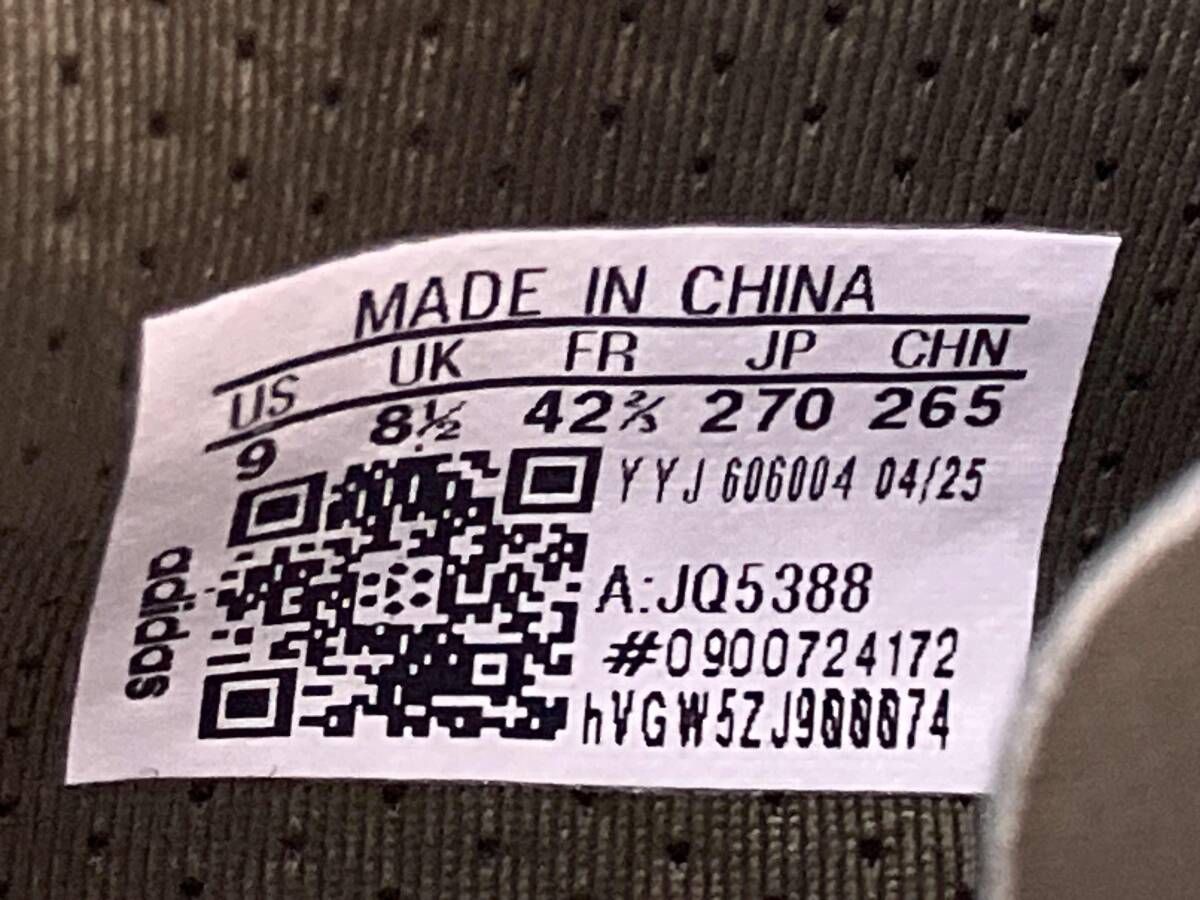 MADE IN CHINA
US UK FR JP CHN
9 8½ 42⅔ 270 265
YYJ 606004 04/25
adidas
A:JQ5388
#0900724172
hVGW5ZJ900074